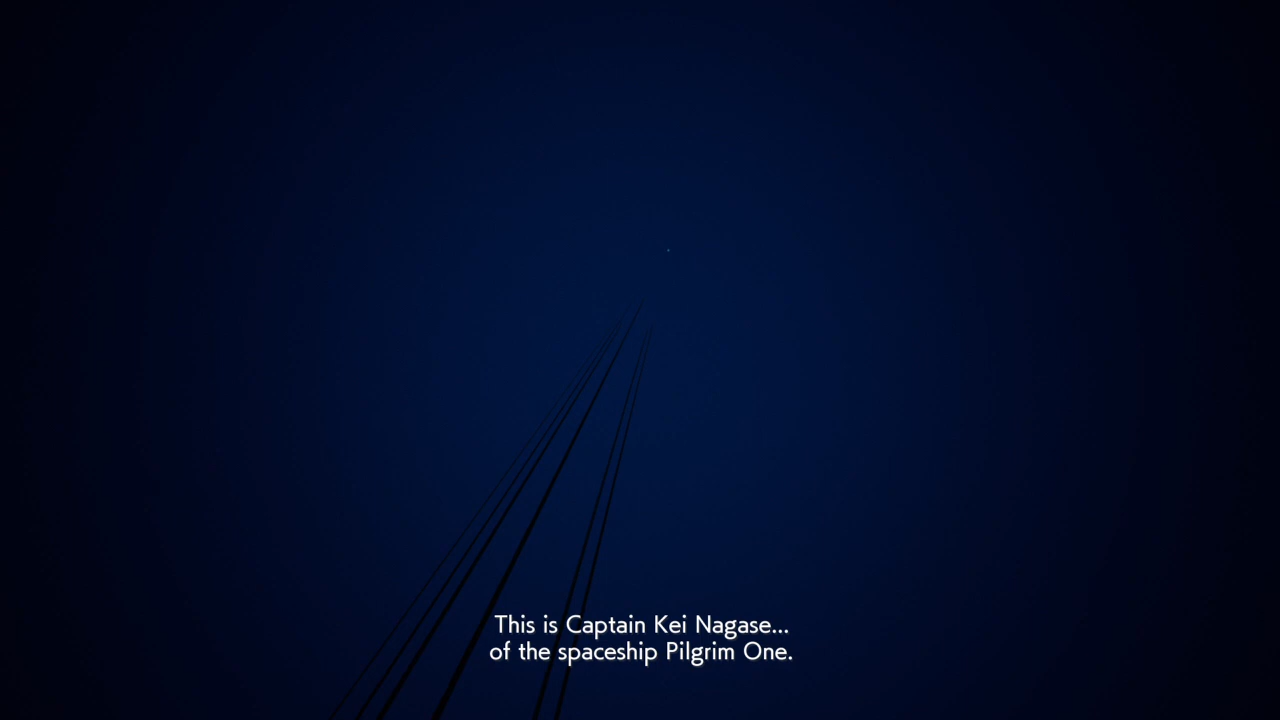 This is Captain Kei Nagase...
of the spaceship Pilgrim One.